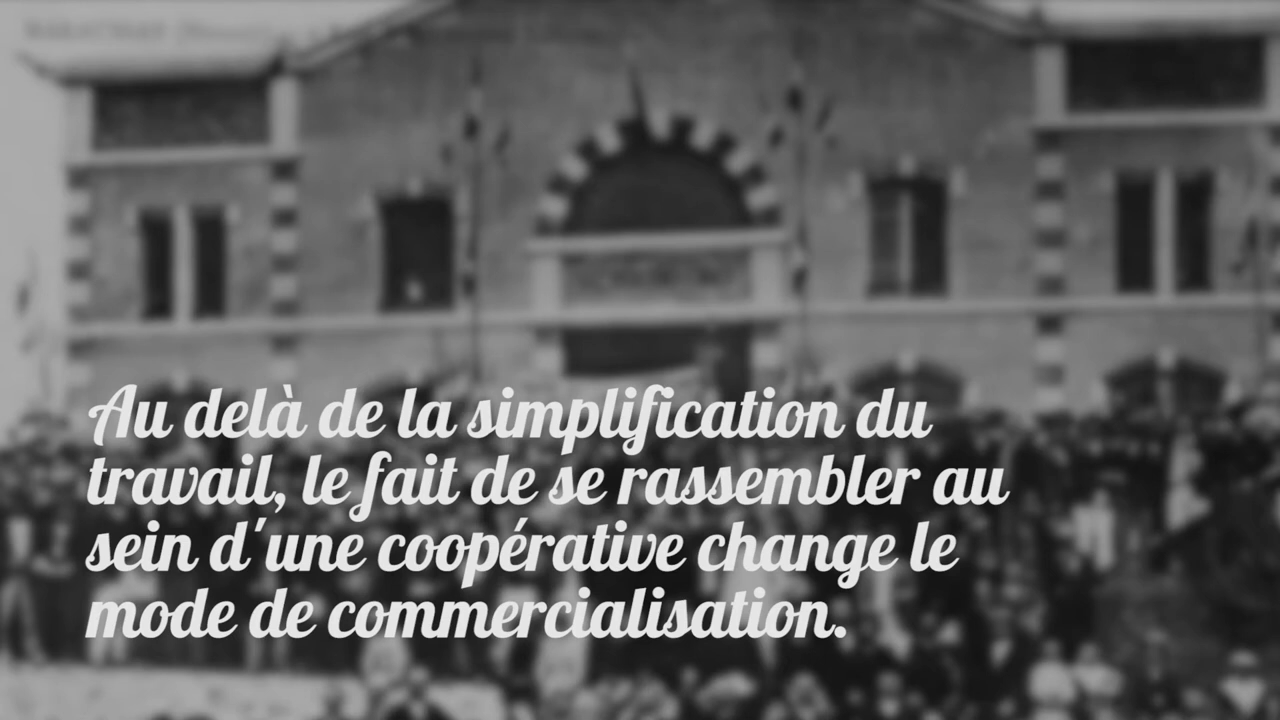 Au delà de la simplification du
travail, le fait de se rassembler au
sein d'une coopérative change le
mode de commercialisation.